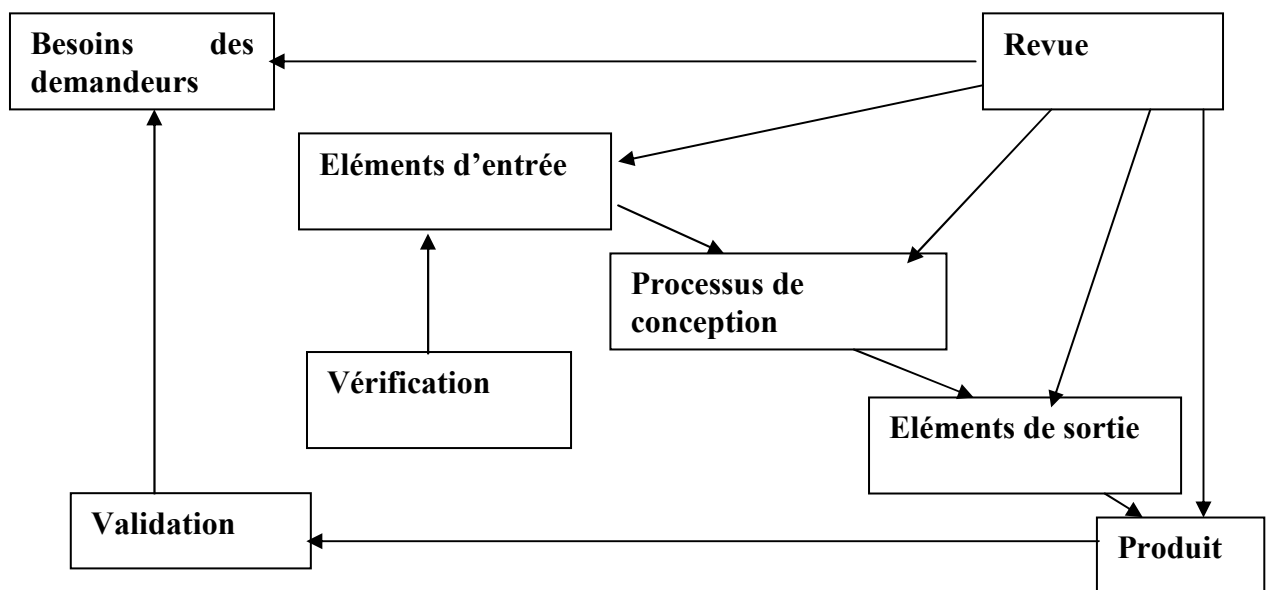 Besoins des
demandeurs
Revue
Eléments d’entrée
Processus de
conception
Vérification
Eléments de sortie
Validation
Produit